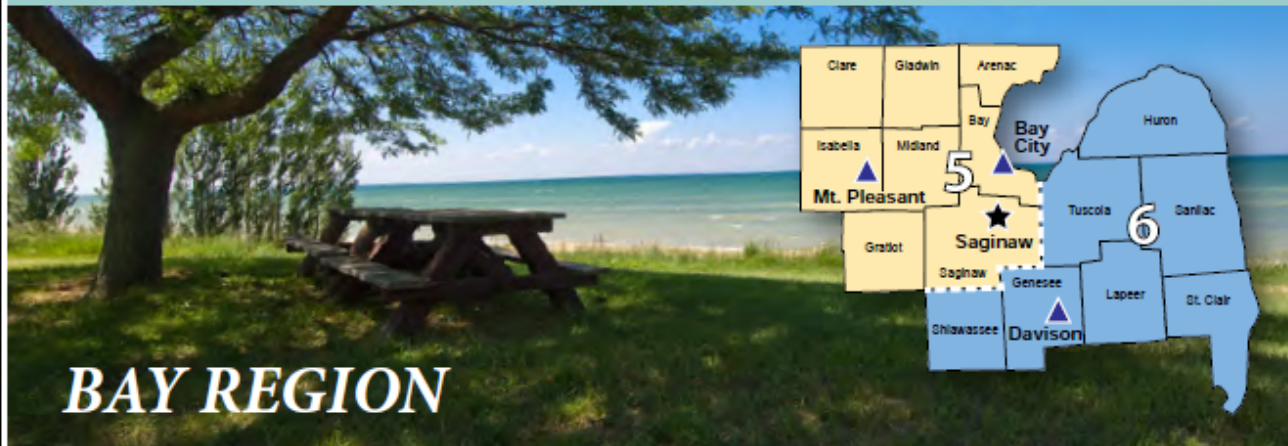 Clare
Gladwin
Arenac
Bay
Bay
City
Huron
Isabella
Midland
5
Mt. Pleasant
Tuscola
6
Sanilac
Gratiot
Saginaw
Saginaw
Genesee
Lapeer
St. Clair
Shiawassee
Davison
BAY REGION